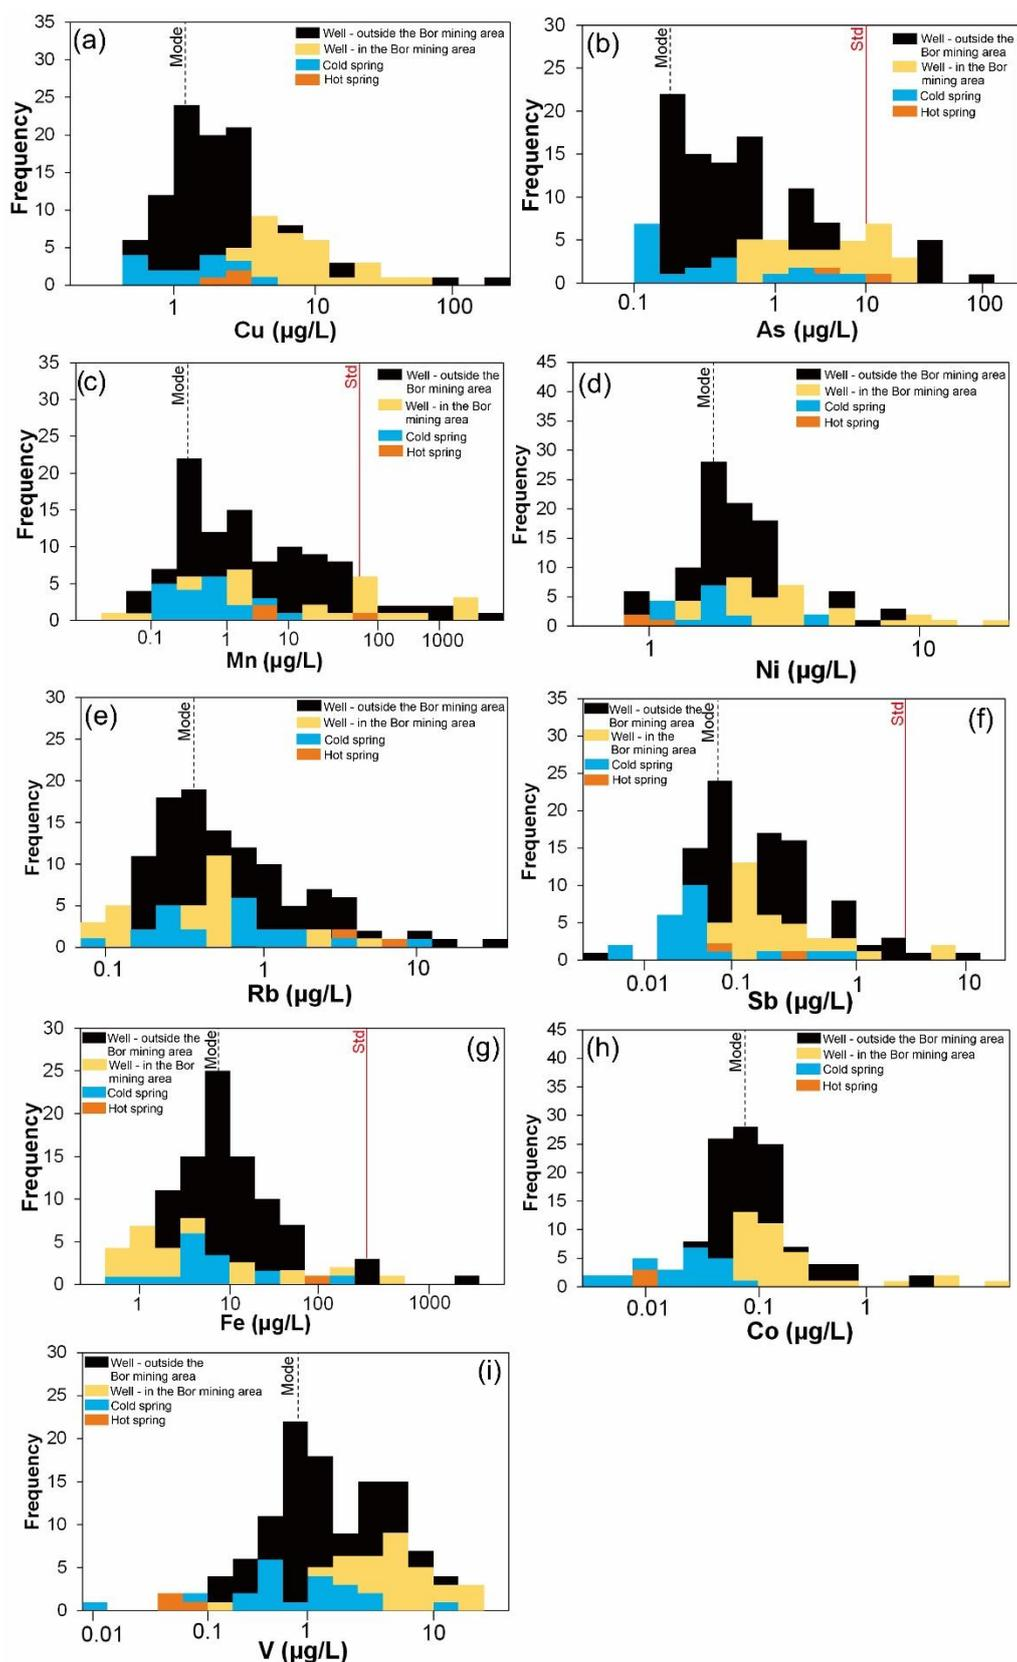 (a)
Mode
Well - outside the Bor mining area
Well - in the Bor mining area
Cold spring
Hot spring
Frequency
35
30
25
20
15
10
5
0
1
10
100
Cu (µg/L)
(b)
Mode
Std
Well - outside the
Bor mining area
Well - in the Bor
mining area
Cold spring
Hot spring
Frequency
30
25
20
15
10
5
0
0.1
1
10
100
As (µg/L)
(c)
Mode
Std
Well - outside the
Bor mining area
Well - in the Bor
mining area
Cold spring
Hot spring
Frequency
35
30
25
20
15
10
5
0
0.1
1
10
100
1000
Mn (µg/L)
(d)
Mode
Well - outside the Bor mining area
Well - in the Bor mining area
Cold spring
Hot spring
Frequency
45
40
35
30
25
20
15
10
5
0
1
10
Ni (µg/L)
(e)
Mode
Well - outside the Bor mining area
Well - in the Bor mining area
Cold spring
Hot spring
Frequency
30
25
20
15
10
5
0
0.1
1
10
Rb (µg/L)
(f)
Mode
Std
Well - outside the
Bor mining area
Well - in the
Bor mining area
Cold spring
Hot spring
Frequency
35
30
25
20
15
10
5
0
0.01
0.1
1
10
Sb (µg/L)
(g)
Mode
Std
Well - outside the
Bor mining area
Well - in the Bor
mining area
Cold spring
Hot spring
Frequency
30
25
20
15
10
5
0
1
10
100
1000
Fe (µg/L)
(h)
Mode
Well - outside the Bor mining area
Well - in the Bor mining area
Cold spring
Hot spring
Frequency
45
40
35
30
25
20
15
10
5
0
0.01
0.1
1
Co (µg/L)
(i)
Mode
Well - outside the
Bor mining area
Well - in the Bor mining area
Cold spring
Hot spring
Frequency
30
25
20
15
10
5
0
0.01
0.1
1
10
V (µg/L)